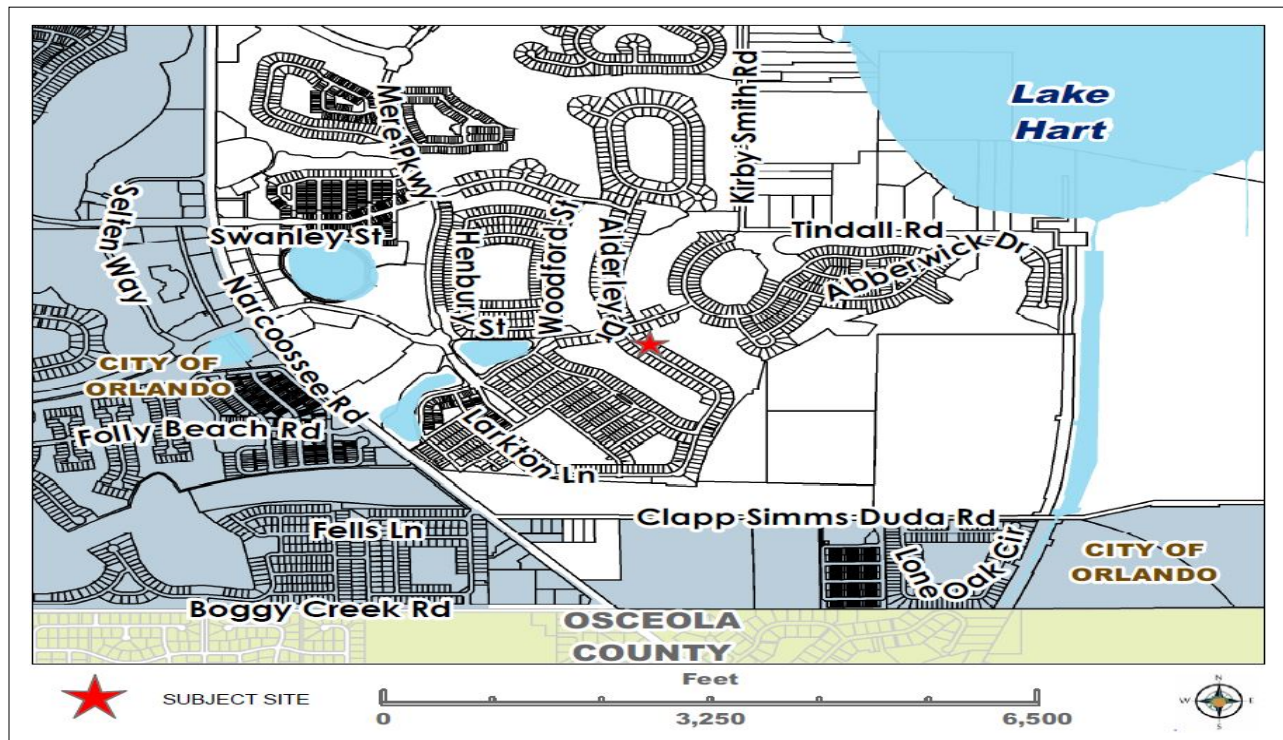 Kirby Smith Rd
Lake
Hart
Mere Pkwy
Selten Way
Swanley St
Henbury
St
Woodford St
Alderley Dr
Tindall Rd
Abberwick Dr
Narcoossee Rd
CITY OF
ORLANDO
Folly Beach Rd
Larkton Ln
Clapp Simms Duda Rd
Fells Ln
Lone Oak Cir
CITY OF
ORLANDO
Boggy Creek Rd
OSCEOLA
COUNTY
Feet
SUBJECT SITE
0
3,250
6,500
N
W
E
S